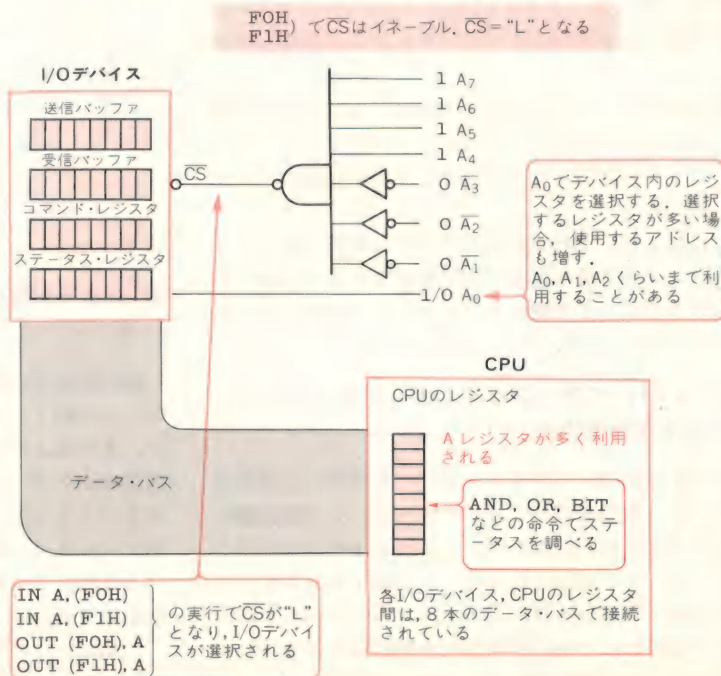 F0H
F1H) で$\overline{CS}$はイネーブル. $\overline{CS}$="L"となる
I/Oデバイス
送信バッファ
受信バッファ
コマンド・レジスタ
ステータス・レジスタ
$\overline{CS}$
1 A7
1 A6
1 A5
1 A4
0 $\overline{A3}$
0 $\overline{A2}$
0 $\overline{A1}$
1/0 A0
A0でデバイス内のレジ
スタを選択する. 選択
するレジスタが多い場
合, 使用するアドレス
も増す.
A0, A1, A2くらいまで利
用することがある
データ・バス
CPU
CPUのレジスタ
Aレジスタが多く利用
される
AND, OR, BIT
などの命令でステ
ータスを調べる
各I/Oデバイス, CPUのレジスタ
間は, 8本のデータ・バスで接続
されている
IN A, (F0H)
IN A, (F1H)
OUT (F0H), A
OUT (F1H), A
の実行で$\overline{CS}$が"L"
となり, I/Oデバイ
スが選択される